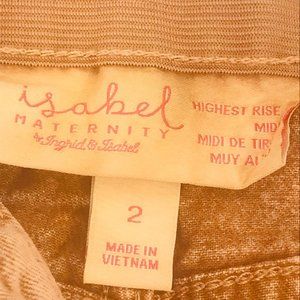 isabel
MATERNITY
by Ingrid & Isabel
HIGHEST RISE
MID
MIDI DE TIR
MUY AL
2
MADE IN
VIETNAM